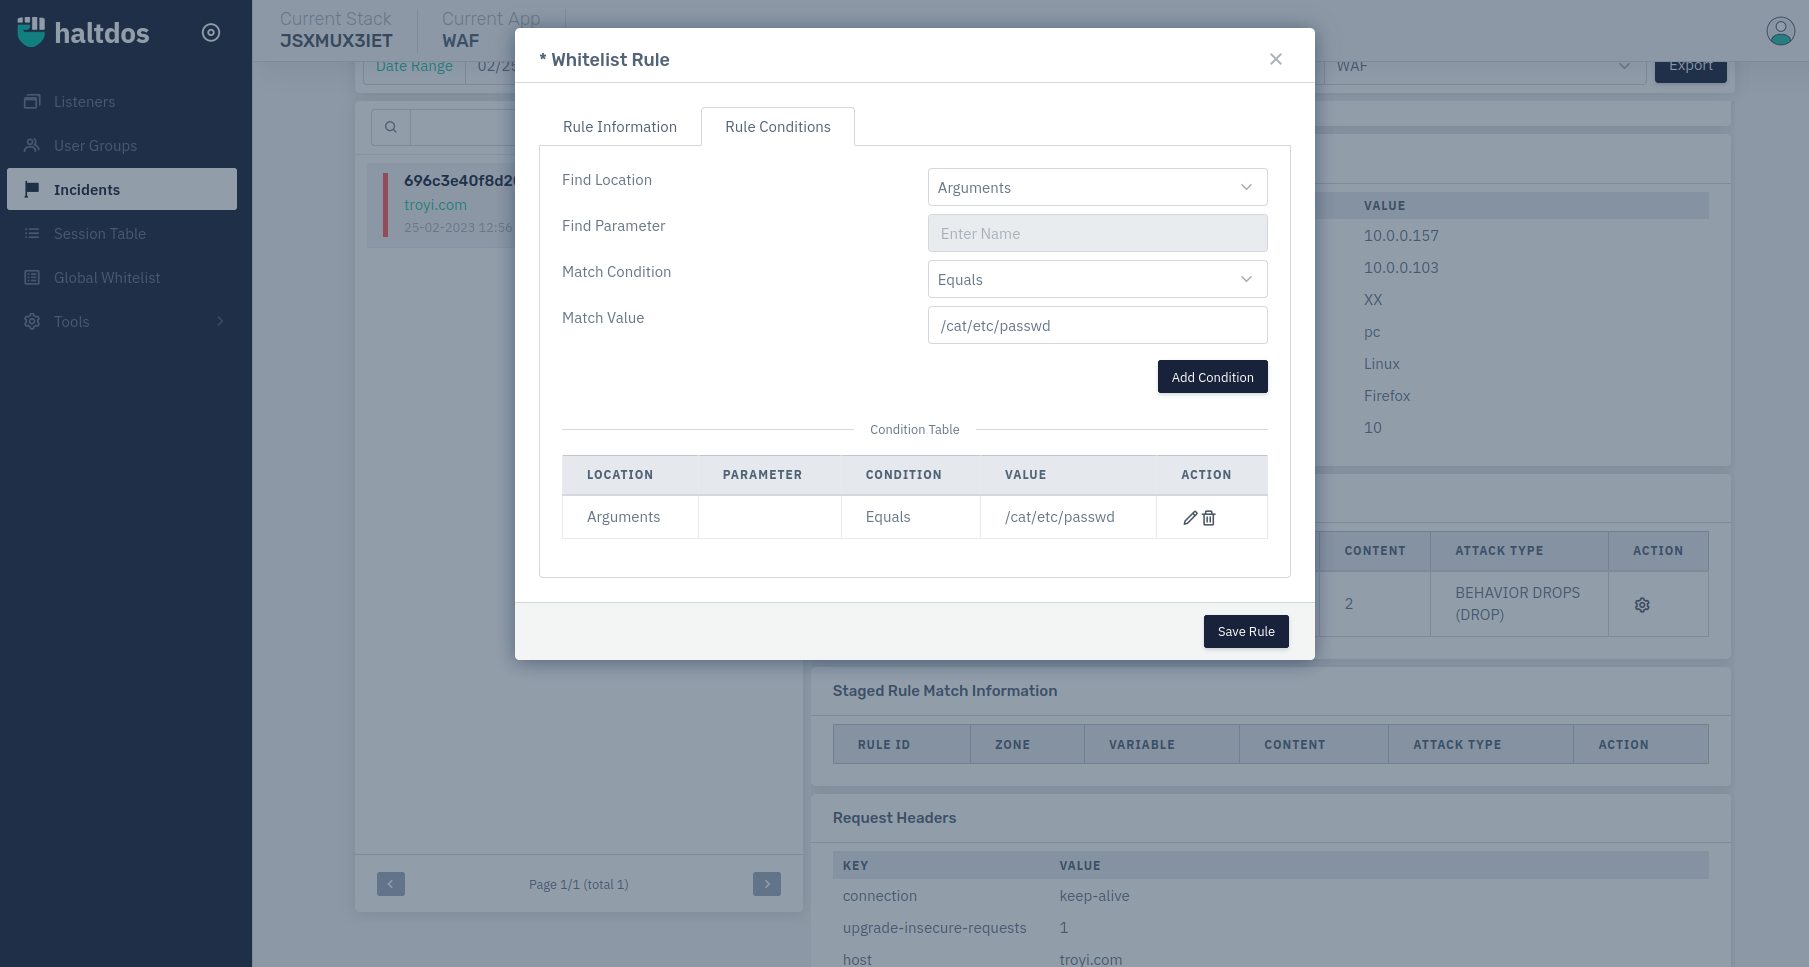 haltdos
Current Stack
JSXMUX3IET
Current App
WAF
Listeners
User Groups
Incidents
Session Table
Global Whitelist
Tools
Date Range
02/25
WAF
Export
696c3e40f8d2
troyi.com
25-02-2023 12:56
Page 1/1 (total 1)
* Whitelist Rule
Rule Information
Rule Conditions
Find Location
Arguments
Find Parameter
Enter Name
Match Condition
Equals
Match Value
/cat/etc/passwd
Add Condition
Condition Table
LOCATION PARAMETER CONDITION VALUE ACTION
Arguments Equals /cat/etc/passwd
Save Rule
VALUE
10.0.0.157
10.0.0.103
XX
pc
Linux
Firefox
10
CONTENT ATTACK TYPE ACTION
2 BEHAVIOR DROPS
(DROP)
Staged Rule Match Information
RULE ID ZONE VARIABLE CONTENT ATTACK TYPE ACTION
Request Headers
KEY VALUE
connection keep-alive
upgrade-insecure-requests 1
host troyi.com